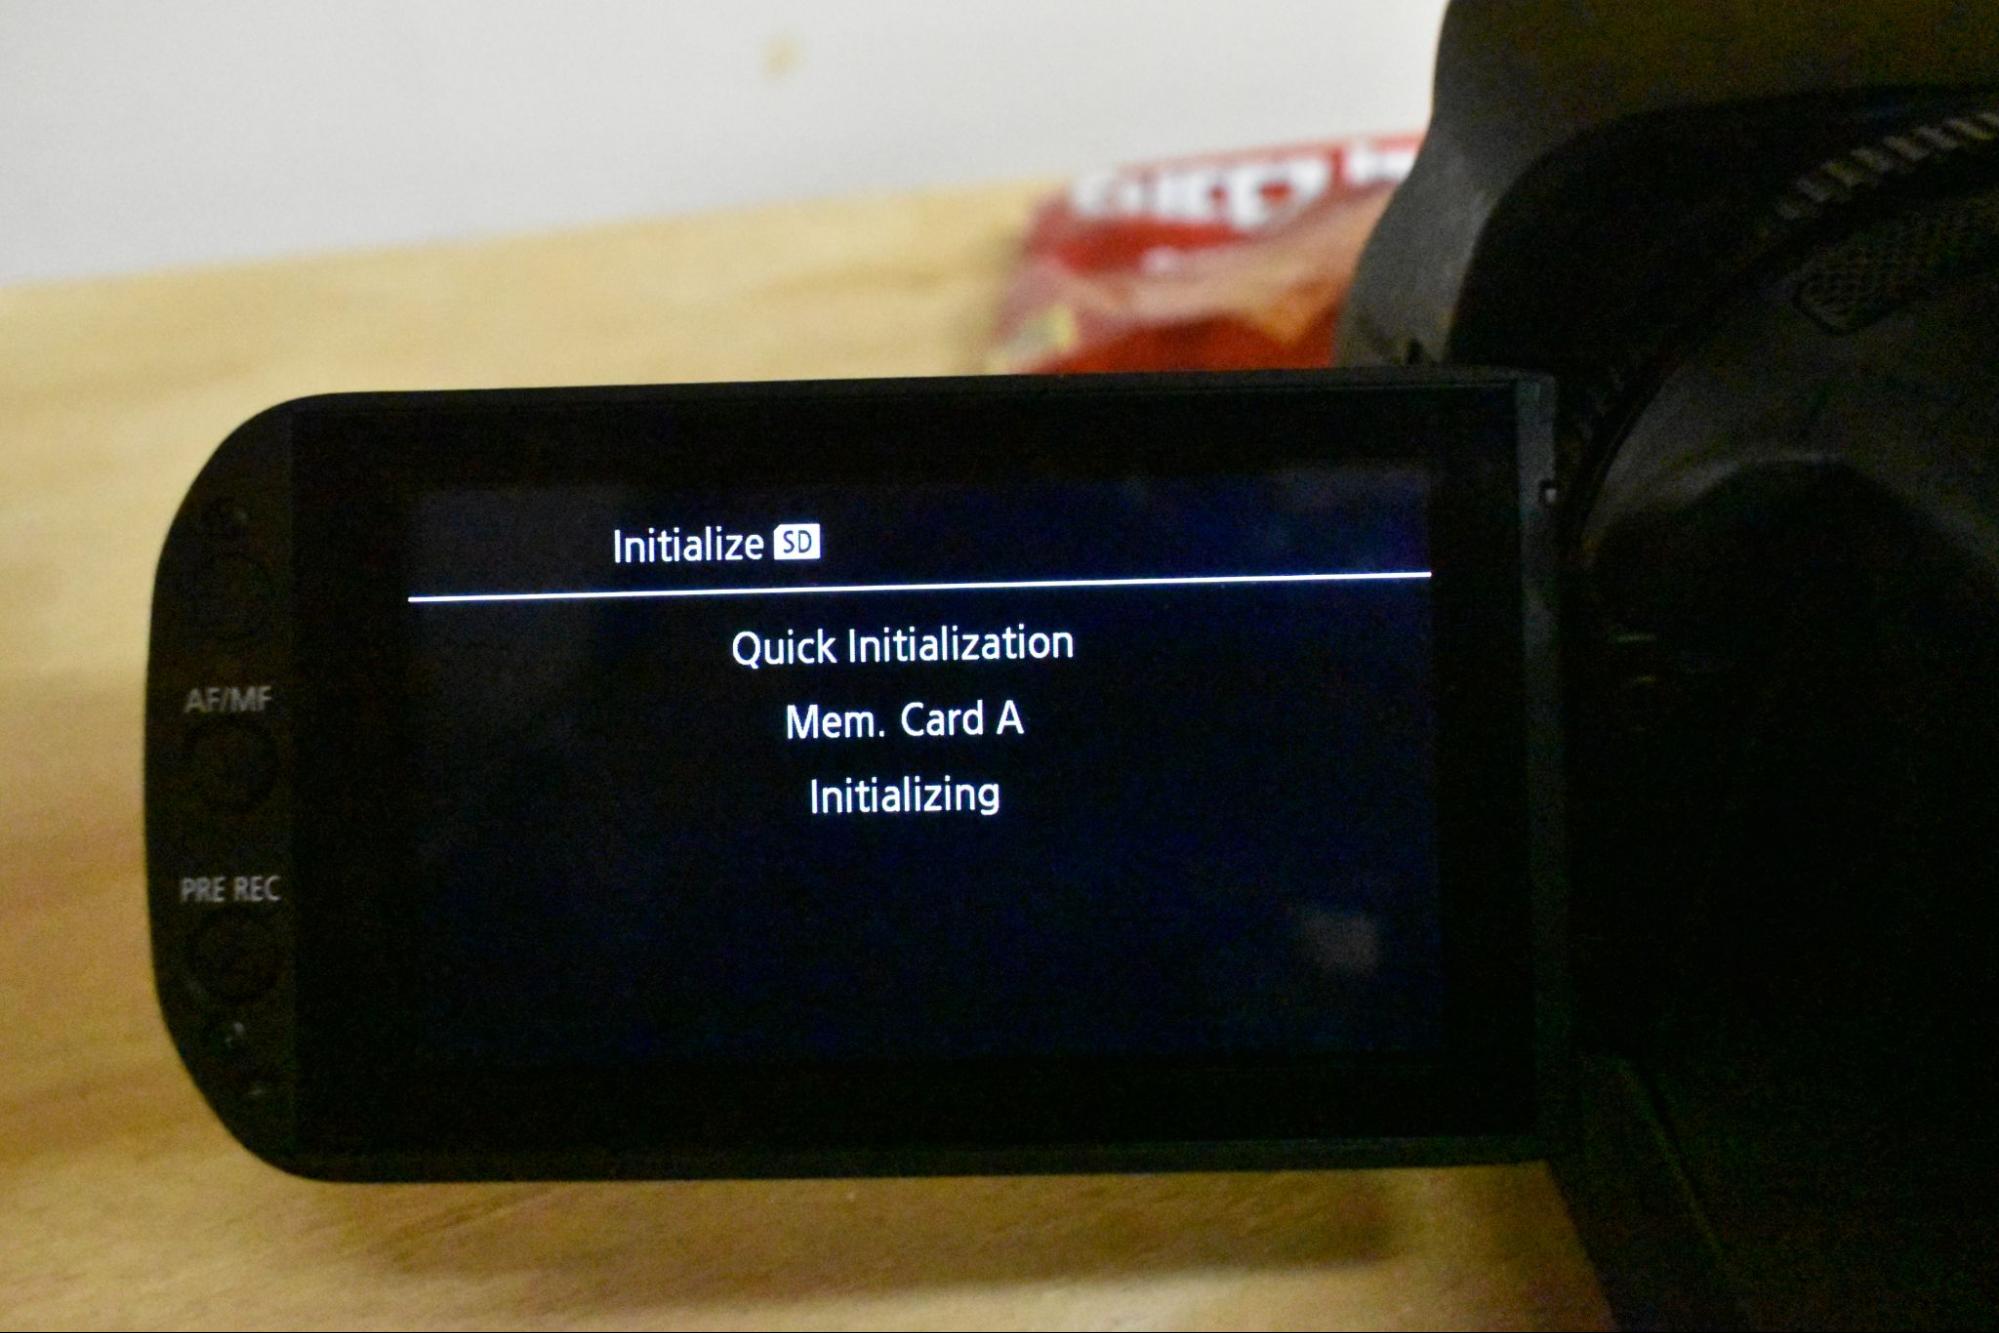 Initialize SD
Quick Initialization
Mem. Card A
Initializing
AF/MF
PRE REC